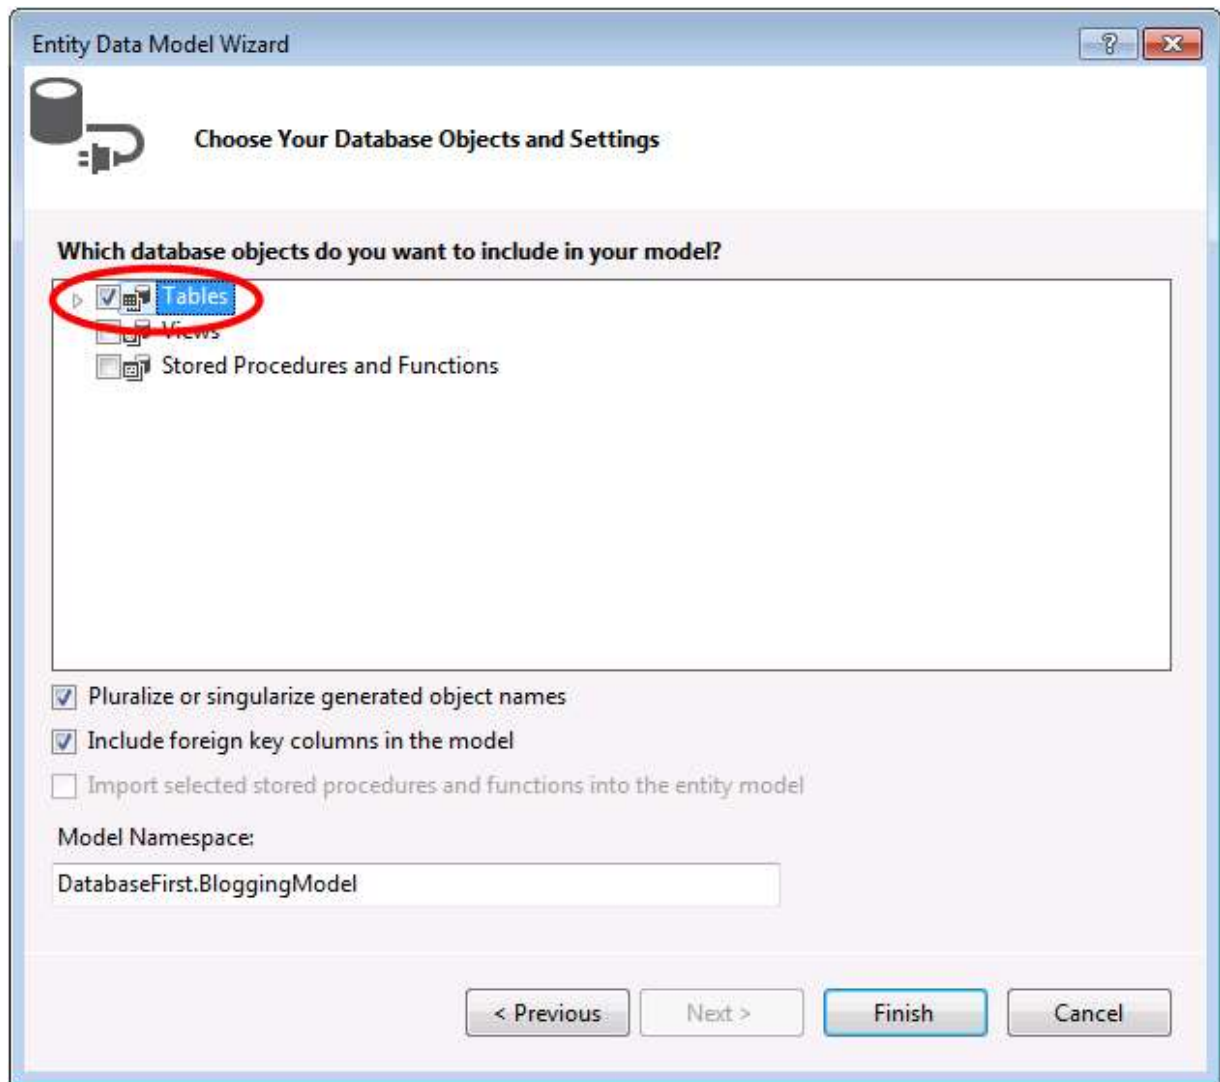 Entity Data Model Wizard
?
Choose Your Database Objects and Settings
Which database objects do you want to include in your model?
Tables
Views
Stored Procedures and Functions
Pluralize or singularize generated object names
Include foreign key columns in the model
Import selected stored procedures and functions into the entity model
Model Namespace:
DatabaseFirst.BloggingModel
< Previous Next > Finish Cancel